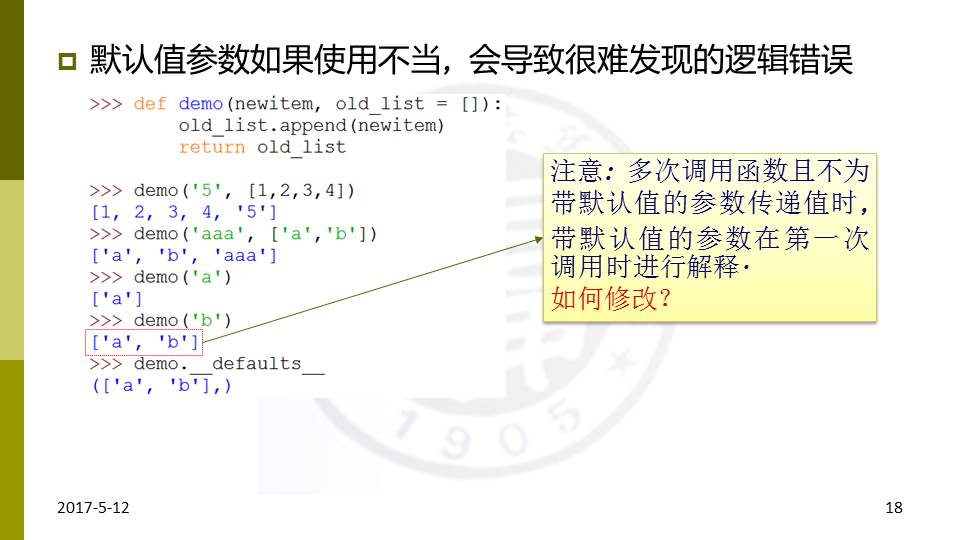 默认值参数如果使用不当，会导致很难发现的逻辑错误
>>> def demo(newitem, old_list = []):
        old_list.append(newitem)
        return old_list
>>> demo('5', [1,2,3,4])
[1, 2, 3, 4, '5']
>>> demo('aaa', ['a','b'])
['a', 'b', 'aaa']
>>> demo('a')
['a']
>>> demo('b')
['a', 'b']
>>> demo.__defaults__
(['a', 'b'],)
注意：多次调用函数且不为
带默认值的参数传递值时，
带默认值的参数在第一次
调用时进行解释.
如何修改？
1905
2017-5-12
18